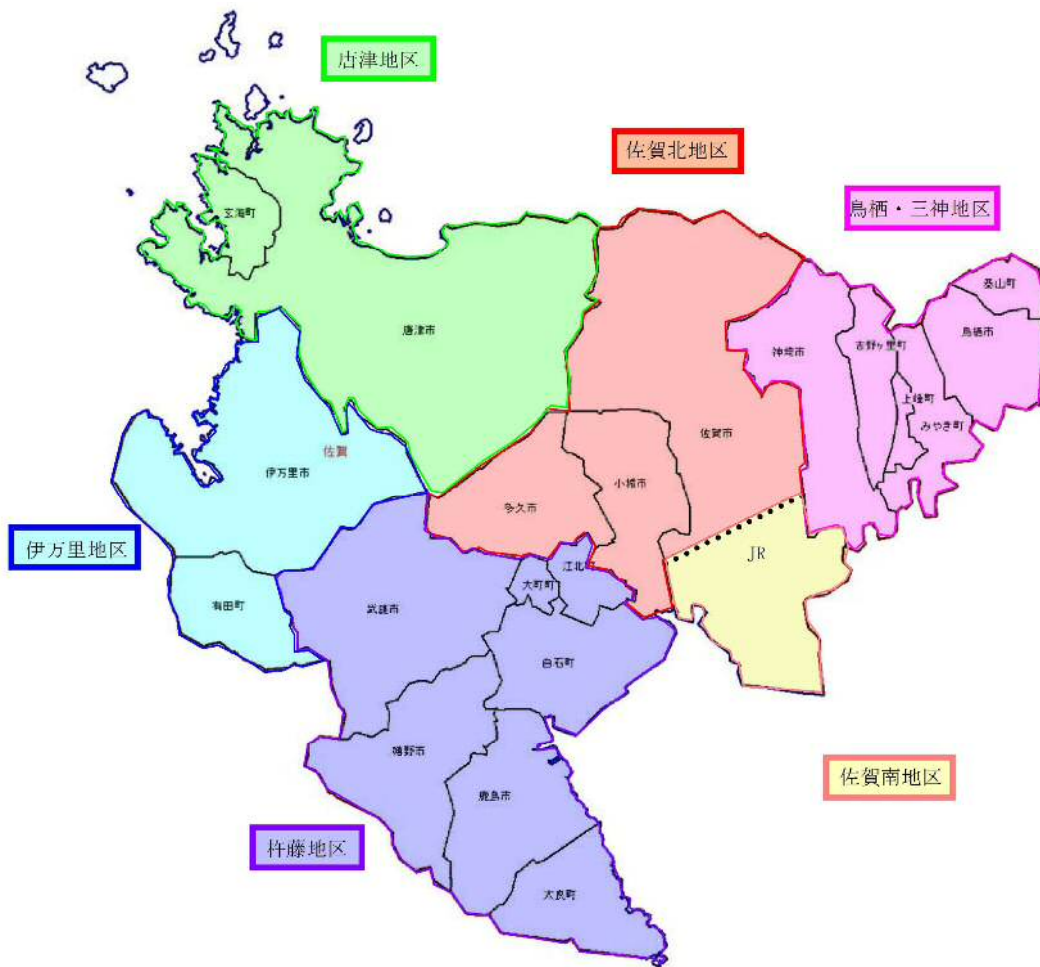 唐津地区
佐賀北地区
鳥栖・三神地区
玄海町
基山町
鳥栖市
唐津市
神埼市
吉野ヶ里町
上峰町
みやき町
佐賀市
佐賀
伊万里市
小城市
多久市
伊万里地区
JR
江北
大町町
有田町
武雄市
白石町
嬉野市
佐賀南地区
鹿島市
杵藤地区
太良町